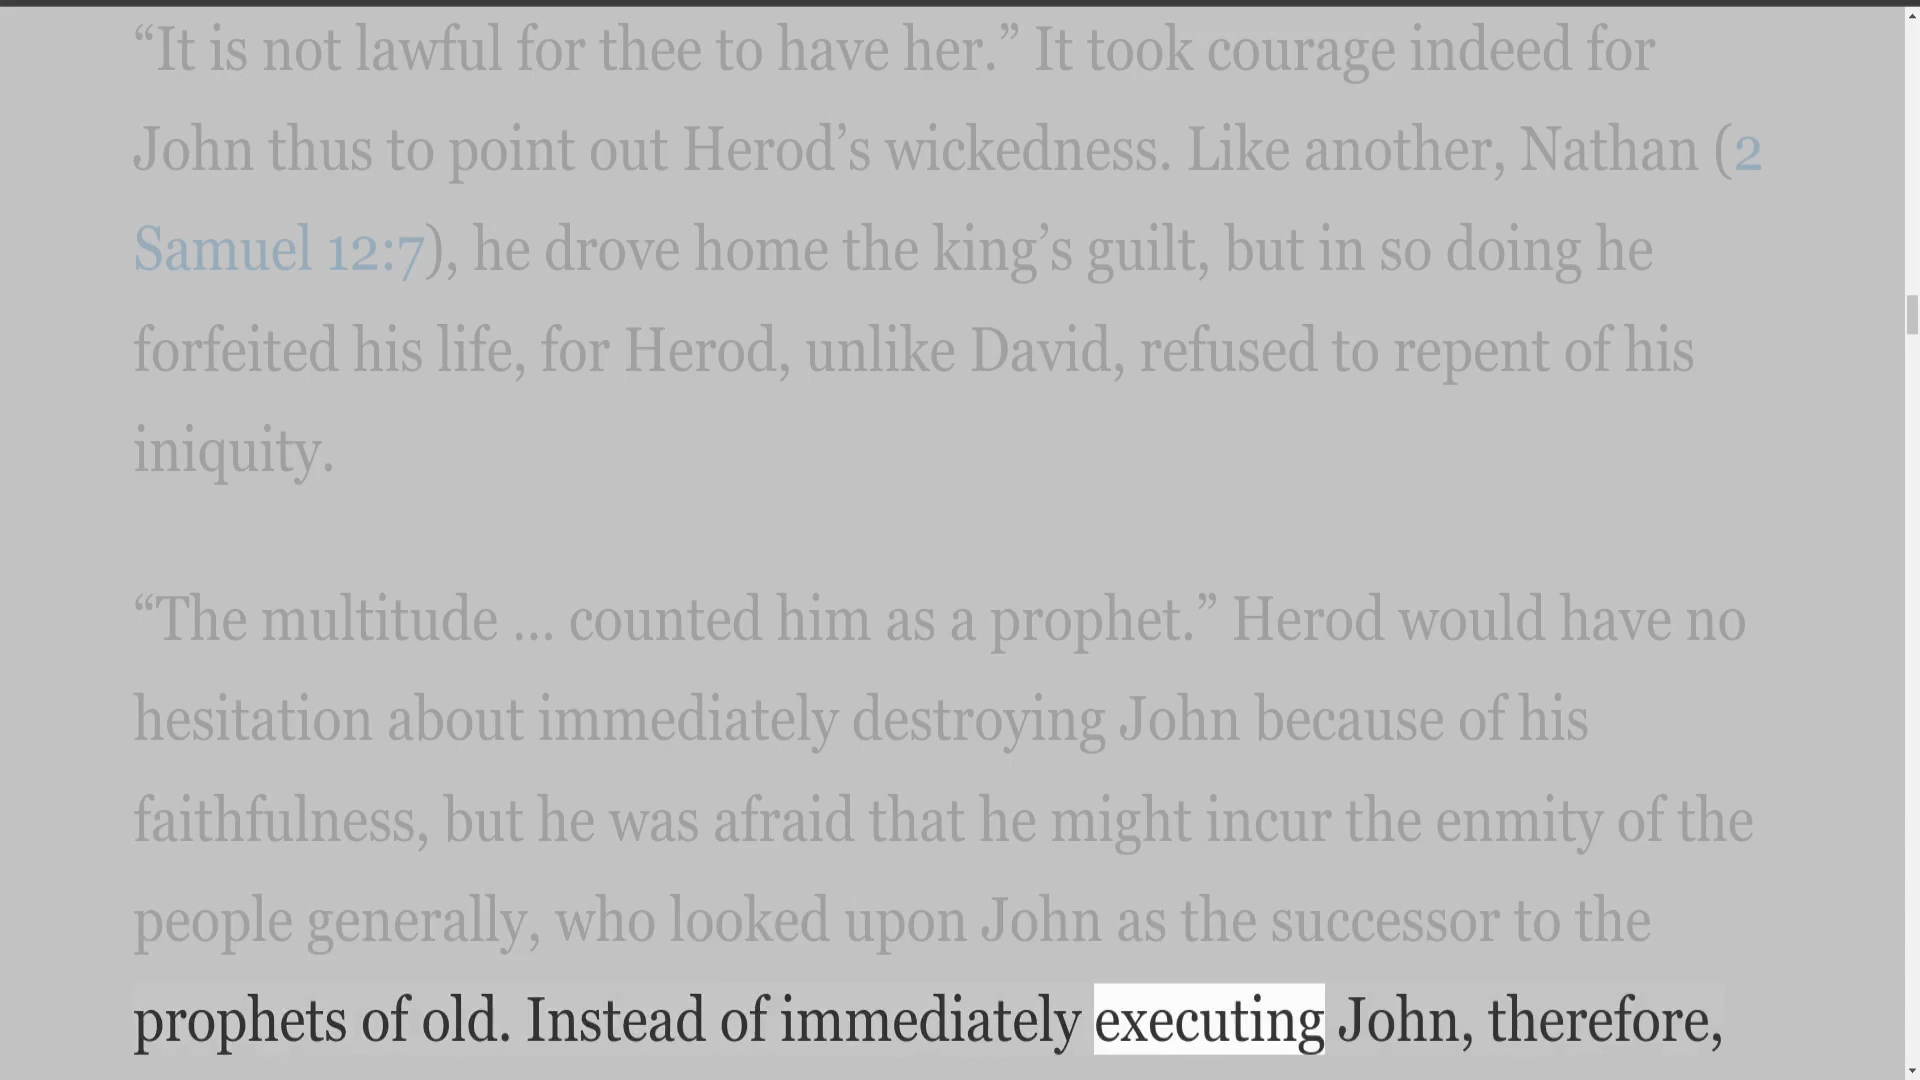 “It is not lawful for thee to have her.” It took courage indeed for
John thus to point out Herod’s wickedness. Like another, Nathan (2
Samuel 12:7), he drove home the king’s guilt, but in so doing he
forfeited his life, for Herod, unlike David, refused to repent of his
iniquity.
“The multitude ... counted him as a prophet.” Herod would have no
hesitation about immediately destroying John because of his
faithfulness, but he was afraid that he might incur the enmity of the
people generally, who looked upon John as the successor to the
prophets of old. Instead of immediately executing John, therefore,